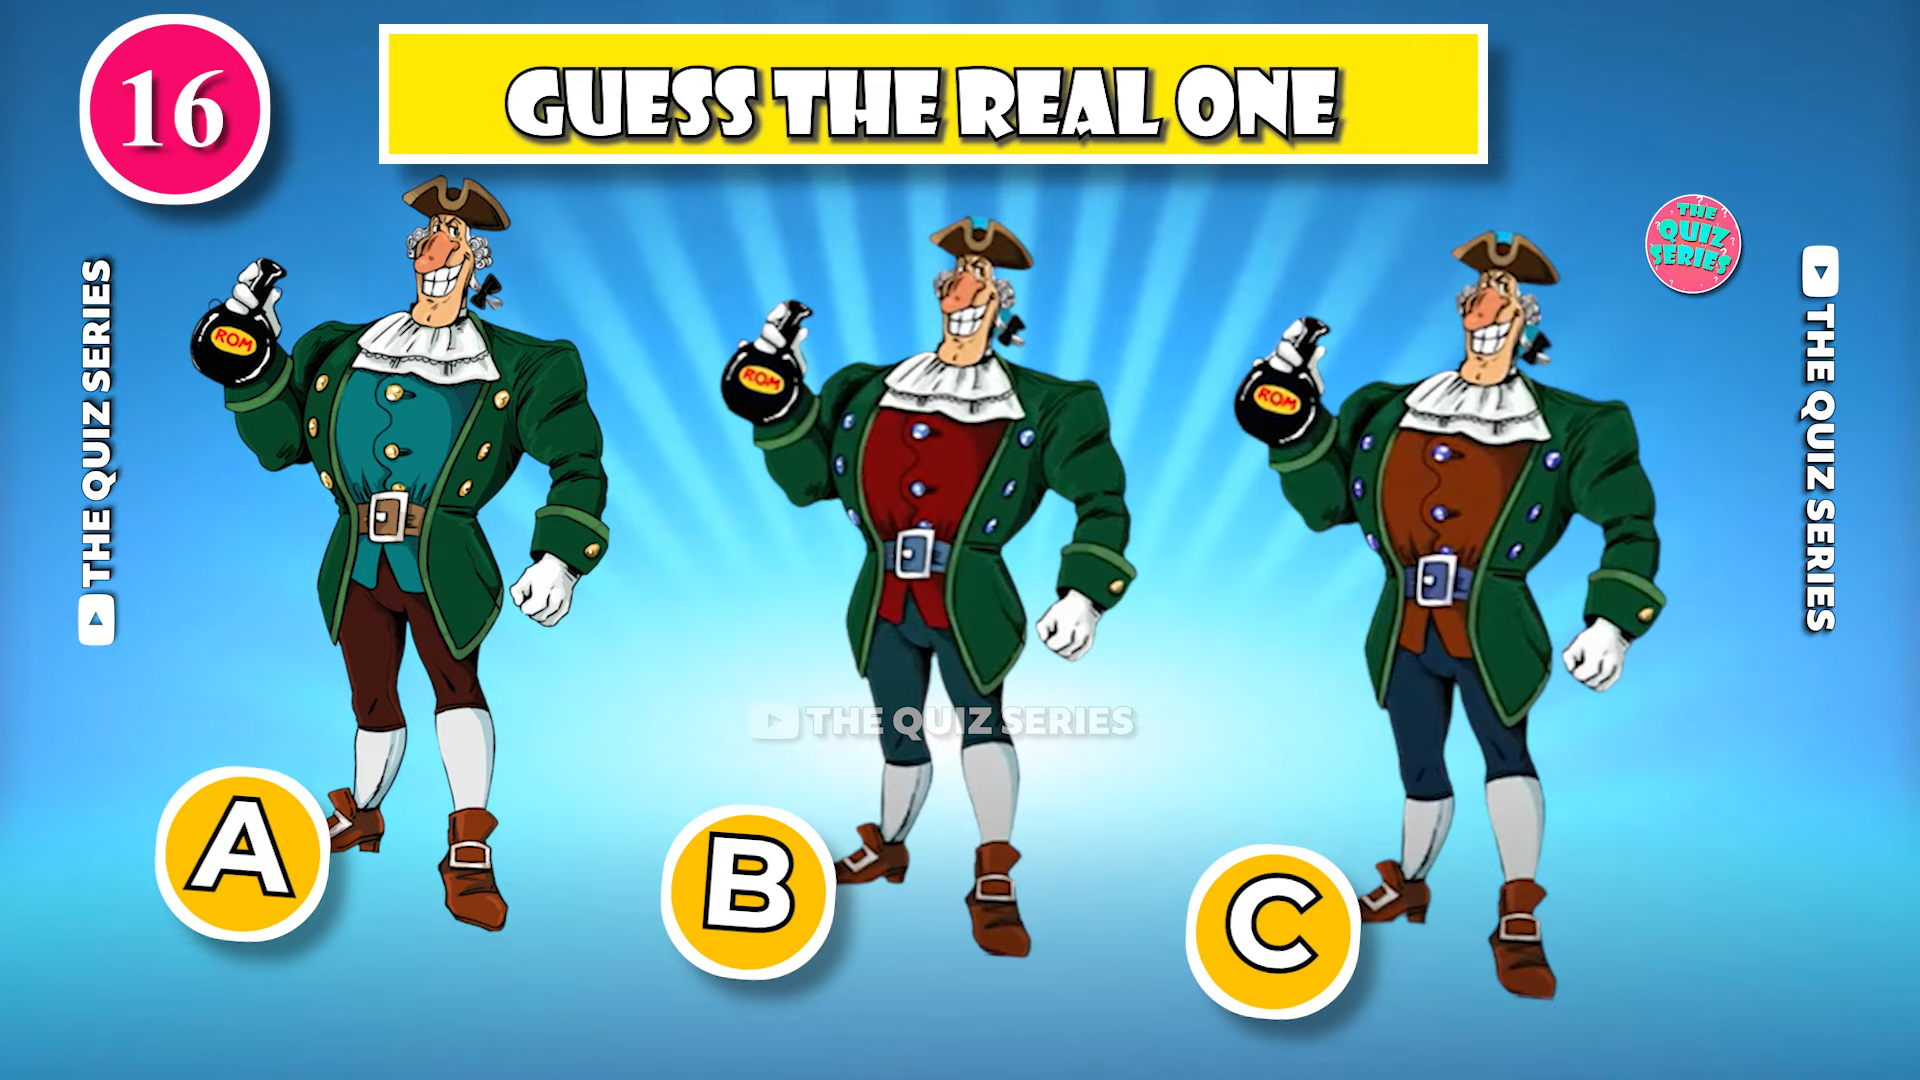 16
GUESS THE REAL ONE
THE QUIZ SERIES
THE
QUIZ
SERIES
THE QUIZ SERIES
ROM
ROM
ROM
THE QUIZ SERIES
A
B
C